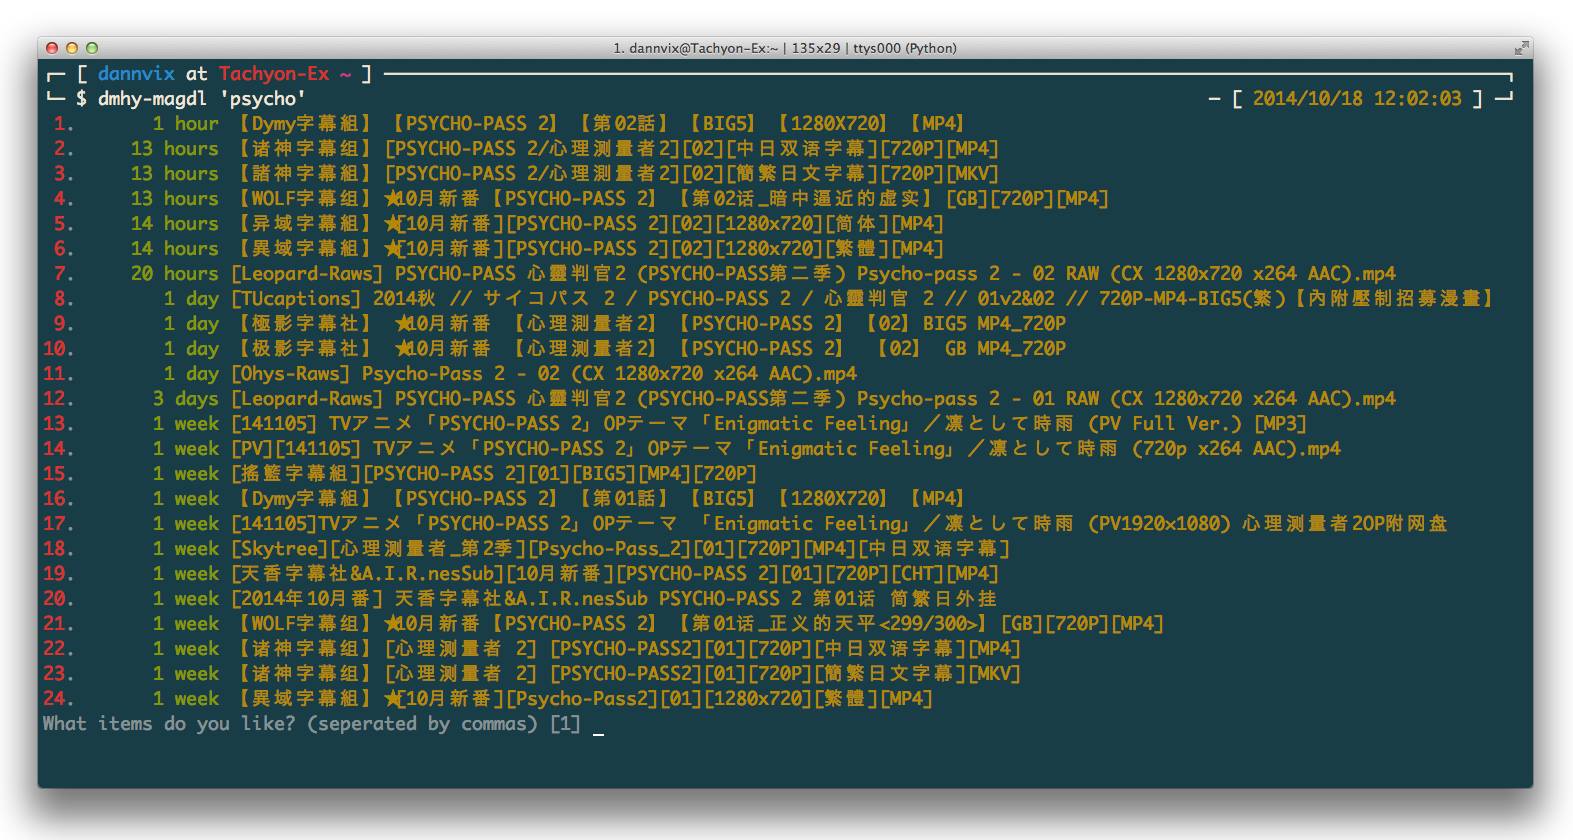 1. dannvix@Tachyon-Ex:~ | 135x29 | ttys000 (Python)
[ dannvix at Tachyon-Ex ~ ]
$ dmhy-magdl 'psycho' - [ 2014/10/18 12:02:03 ]
1. 1 hour 【Dymy字幕組】【PSYCHO-PASS 2】【第02話】【BIG5】【1280X720】【MP4】
2. 13 hours 【诸神字幕组】[PSYCHO-PASS 2/心理测量者2][02][中日双语字幕][720P][MP4]
3. 13 hours 【諸神字幕組】[PSYCHO-PASS 2/心理測量者2][02][簡繁日文字幕][720P][MKV]
4. 13 hours 【WOLF字幕组】★10月新番【PSYCHO-PASS 2】【第02话_暗中逼近的虚实】[GB][720P][MP4]
5. 14 hours 【异域字幕組】★[10月新番][PSYCHO-PASS 2][02][1280x720][简体][MP4]
6. 14 hours 【異域字幕組】★[10月新番][PSYCHO-PASS 2][02][1280x720][繁體][MP4]
7. 20 hours [Leopard-Raws] PSYCHO-PASS 心靈判官2 (PSYCHO-PASS第二季) Psycho-pass 2 - 02 RAW (CX 1280x720 x264 AAC).mp4
8. 1 day [TUcaptions] 2014秋 // サイコパス 2 / PSYCHO-PASS 2 / 心靈判官 2 // 01v2&02 // 720P-MP4-BIG5(繁)【內附壓制招募漫畫】
9. 1 day 【極影字幕社】 ★10月新番 【心理測量者2】【PSYCHO-PASS 2】【02】BIG5 MP4_720P
10. 1 day 【极影字幕社】 ★10月新番 【心理测量者2】【PSYCHO-PASS 2】 【02】 GB MP4_720P
11. 1 day [Ohys-Raws] Psycho-Pass 2 - 02 (CX 1280x720 x264 AAC).mp4
12. 3 days [Leopard-Raws] PSYCHO-PASS 心靈判官2 (PSYCHO-PASS第二季) Psycho-pass 2 - 01 RAW (CX 1280x720 x264 AAC).mp4
13. 1 week [141105] TVアニメ「PSYCHO-PASS 2」OPテーマ「Enigmatic Feeling」／凛として時雨 (PV Full Ver.) [MP3]
14. 1 week [PV][141105] TVアニメ「PSYCHO-PASS 2」OPテーマ「Enigmatic Feeling」／凛として時雨 (720p x264 AAC).mp4
15. 1 week [搖籃字幕組][PSYCHO-PASS 2][01][BIG5][MP4][720P]
16. 1 week 【Dymy字幕組】【PSYCHO-PASS 2】【第01話】【BIG5】【1280X720】【MP4】
17. 1 week [141105]TVアニメ「PSYCHO-PASS 2」OPテーマ 「Enigmatic Feeling」／凛として時雨 (PV1920×1080) 心理测量者2OP附网盘
18. 1 week [Skytree][心理测量者_第2季][Psycho-Pass_2][01][720P][MP4][中日双语字幕]
19. 1 week [天香字幕社&A.I.R.nesSub][10月新番][PSYCHO-PASS 2][01][720P][CHT][MP4]
20. 1 week [2014年10月番] 天香字幕社&A.I.R.nesSub PSYCHO-PASS 2 第01话 简繁日外挂
21. 1 week 【WOLF字幕组】★10月新番【PSYCHO-PASS 2】【第01话_正义的天平<299/300>】[GB][720P][MP4]
22. 1 week 【诸神字幕组】[心理测量者 2] [PSYCHO-PASS2][01][720P][中日双语字幕][MP4]
23. 1 week 【诸神字幕组】[心理测量者 2] [PSYCHO-PASS2][01][720P][簡繁日文字幕][MKV]
24. 1 week 【異域字幕組】★[10月新番][Psycho-Pass2][01][1280x720][繁體][MP4]
What items do you like? (seperated by commas) [1] _